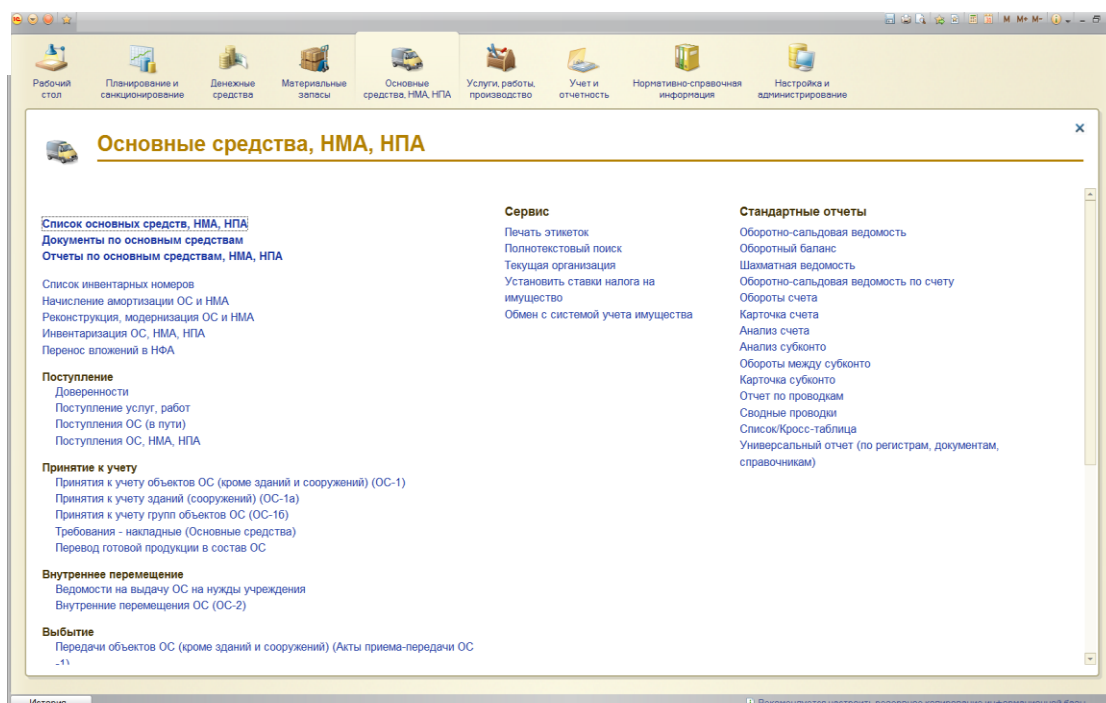 M M+ M-
Рабочий
стол
Планирование и
санкционирование
Денежные
средства
Материальные
запасы
Основные
средства, НМА, НПА
Услуги, работы,
производство
Учет и
отчетность
Нормативно-справочная
информация
Настройка и
администрирование
Основные средства, НМА, НПА
Список основных средств, НМА, НПА
Документы по основным средствам
Отчеты по основным средствам, НМА, НПА
Список инвентарных номеров
Начисление амортизации ОС и НМА
Реконструкция, модернизация ОС и НМА
Инвентаризация ОС, НМА, НПА
Перенос вложений в НФА
Поступление
Доверенности
Поступление услуг, работ
Поступления ОС (в пути)
Поступления ОС, НМА, НПА
Принятие к учету
Принятия к учету объектов ОС (кроме зданий и сооружений) (ОС-1)
Принятия к учету зданий (сооружений) (ОС-1а)
Принятия к учету групп объектов ОС (ОС-1б)
Требования - накладные (Основные средства)
Перевод готовой продукции в состав ОС
Внутреннее перемещение
Ведомости на выдачу ОС на нужды учреждения
Внутренние перемещения ОС (ОС-2)
Выбытие
Передачи объектов ОС (кроме зданий и сооружений) (Акты приема-передачи ОС
-1)
Сервис
Печать этикеток
Полнотекстовый поиск
Текущая организация
Установить ставки налога на
имущество
Обмен с системой учета имущества
Стандартные отчеты
Оборотно-сальдовая ведомость
Оборотный баланс
Шахматная ведомость
Оборотно-сальдовая ведомость по счету
Обороты счета
Карточка счета
Анализ счета
Анализ субконто
Обороты между субконто
Карточка субконто
Отчет по проводкам
Сводные проводки
Список/Кросс-таблица
Универсальный отчет (по регистрам, документам,
справочникам)
История
Рекомендуется настроить резервное копирование информационной базы